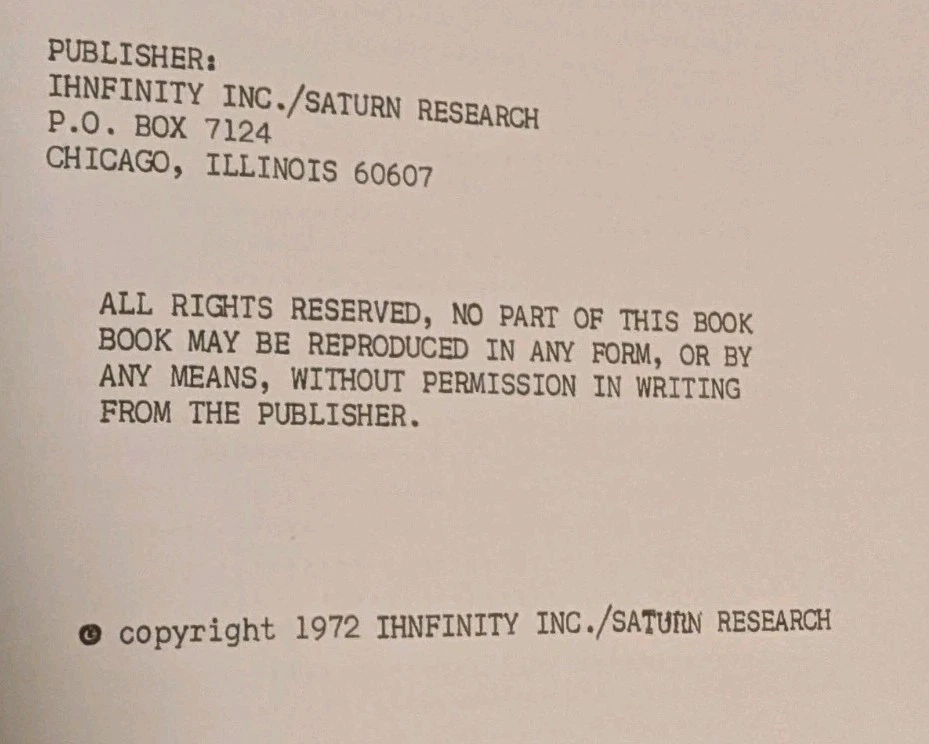 PUBLISHER:
IHNFINITY INC./SATURN RESEARCH
P.O. BOX 7124
CHICAGO, ILLINOIS 60607
ALL RIGHTS RESERVED, NO PART OF THIS BOOK
BOOK MAY BE REPRODUCED IN ANY FORM, OR BY
ANY MEANS, WITHOUT PERMISSION IN WRITING
FROM THE PUBLISHER.
© copyright 1972 IHNFINITY INC./SATURN RESEARCH